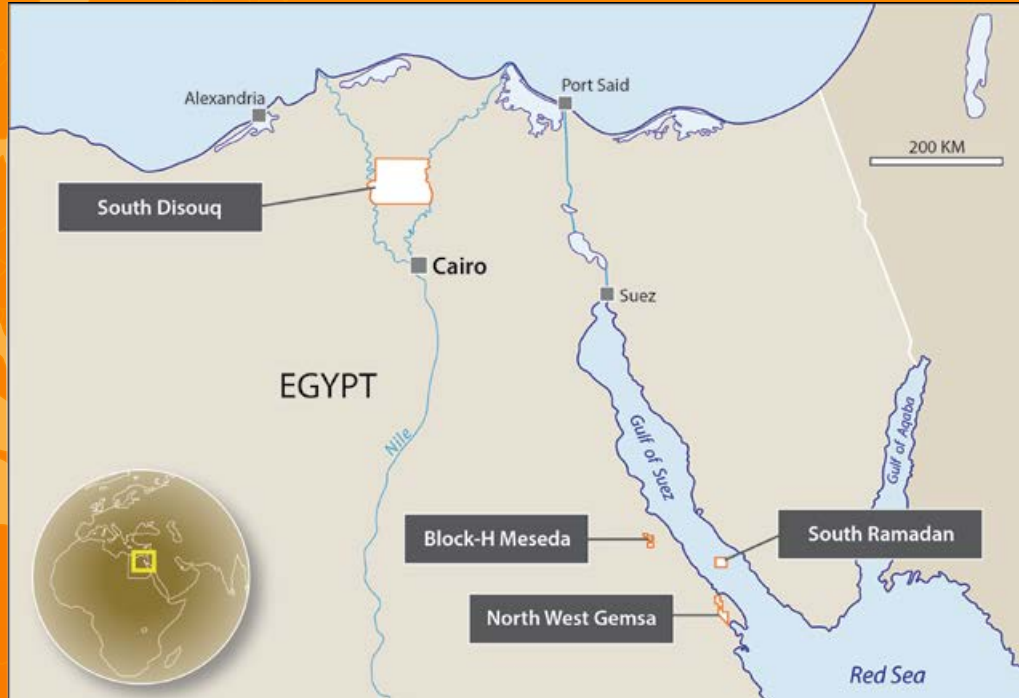 Alexandria
Port Said
200 KM
South Disouq
Cairo
Suez
EGYPT
Nile
Gulf of Suez
Gulf of Aqaba
Block-H Meseda
South Ramadan
North West Gemsa
Red Sea